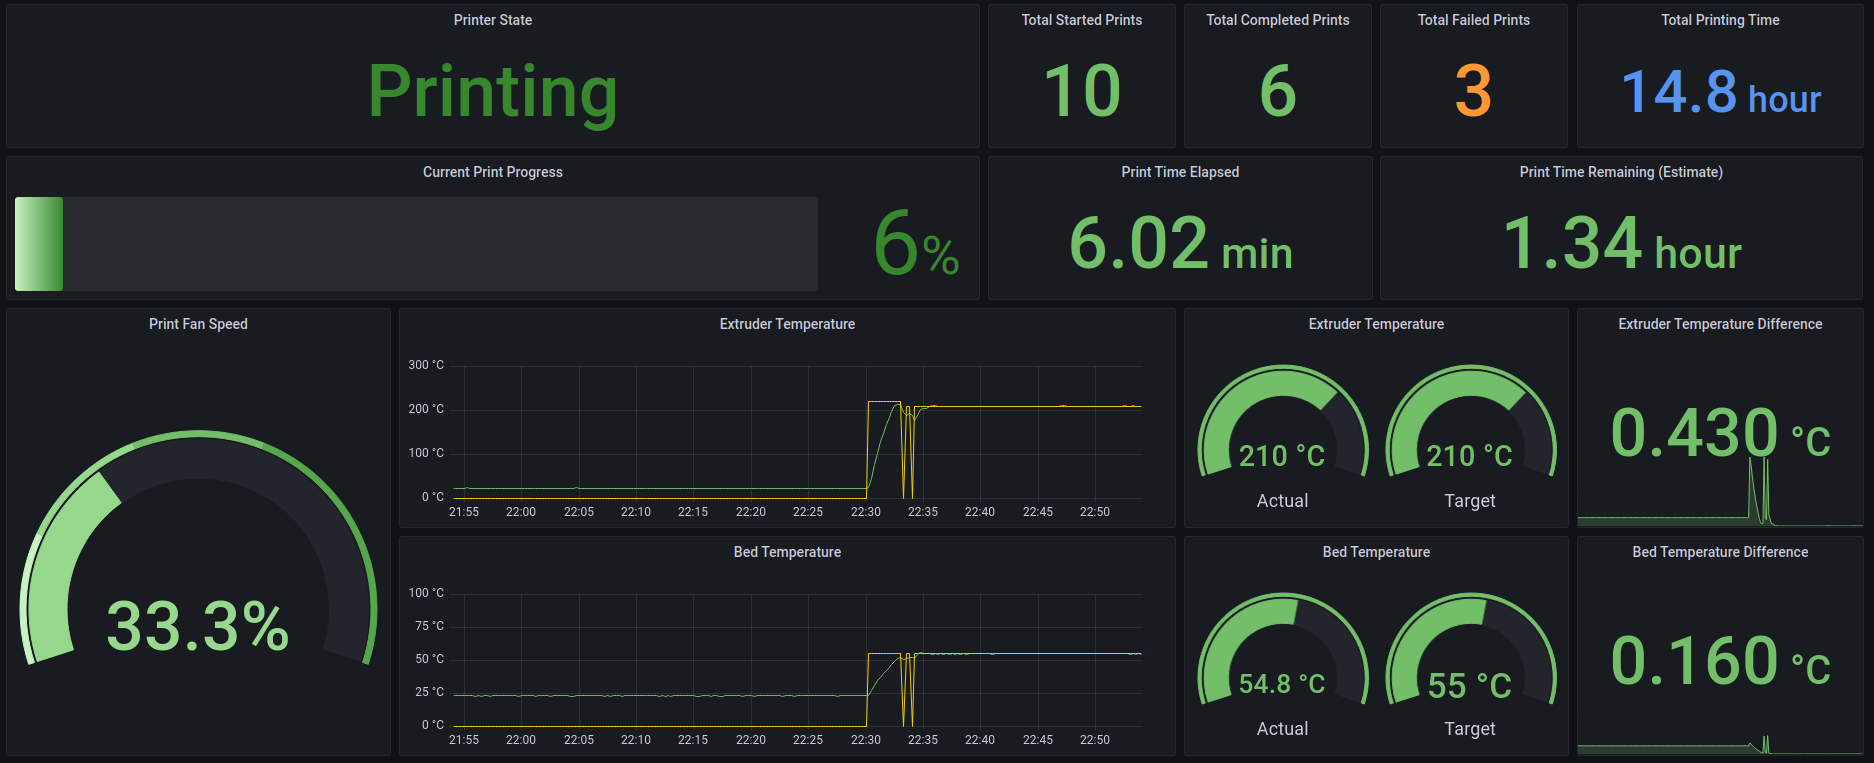 Printer State
Printing
Total Started Prints
10
Total Completed Prints
6
Total Failed Prints
3
Total Printing Time
14.8 hour
Current Print Progress
6%
Print Time Elapsed
6.02 min
Print Time Remaining (Estimate)
1.34 hour
Print Fan Speed
33.3%
Extruder Temperature
300 °C
200 °C
100 °C
0 °C
21:55 22:00 22:05 22:10 22:15 22:20 22:25 22:30 22:35 22:40 22:45 22:50
Extruder Temperature
210 °C
Actual
210 °C
Target
Extruder Temperature Difference
0.430 °C
Bed Temperature
100 °C
75 °C
50 °C
25 °C
0 °C
21:55 22:00 22:05 22:10 22:15 22:20 22:25 22:30 22:35 22:40 22:45 22:50
Bed Temperature
54.8 °C
Actual
55 °C
Target
Bed Temperature Difference
0.160 °C